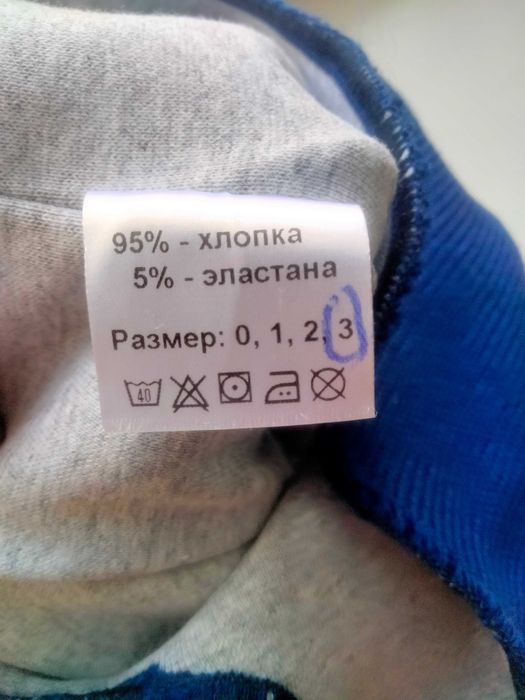 95% - хлопка
5% - эластана
Размер: 0, 1, 2, 3
40